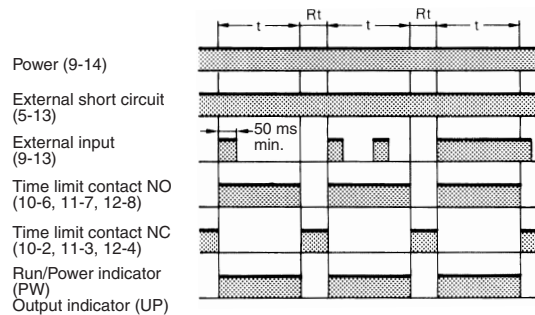 Rt Rt
t t t
Power (9-14)
External short circuit
(5-13)
External input
(9-13)
50 ms
min.
Time limit contact NO
(10-6, 11-7, 12-8)
Time limit contact NC
(10-2, 11-3, 12-4)
Run/Power indicator
(PW)
Output indicator (UP)